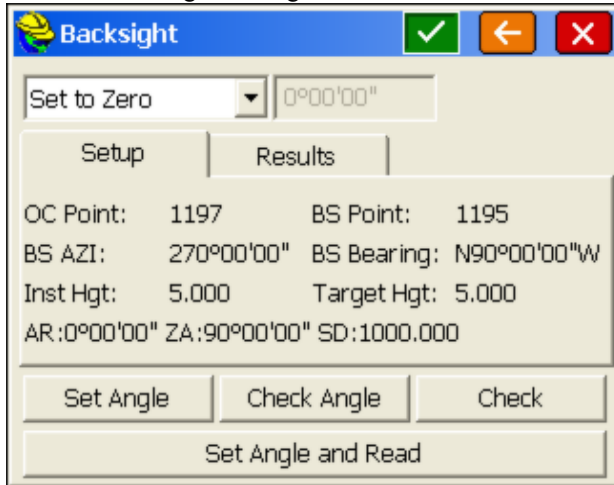 Backsight
Set to Zero 0°00'00"
Setup Results
OC Point: 1197 BS Point: 1195
BS AZI: 270°00'00" BS Bearing: N90°00'00"W
Inst Hgt: 5.000 Target Hgt: 5.000
AR:0°00'00" ZA:90°00'00" SD:1000.000
Set Angle Check Angle Check
Set Angle and Read